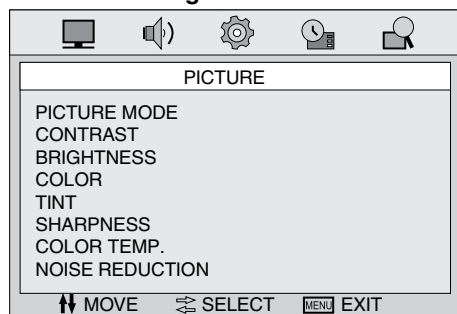 PICTURE
PICTURE MODE
CONTRAST
BRIGHTNESS
COLOR
TINT
SHARPNESS
COLOR TEMP.
NOISE REDUCTION
MOVE SELECT MENU EXIT